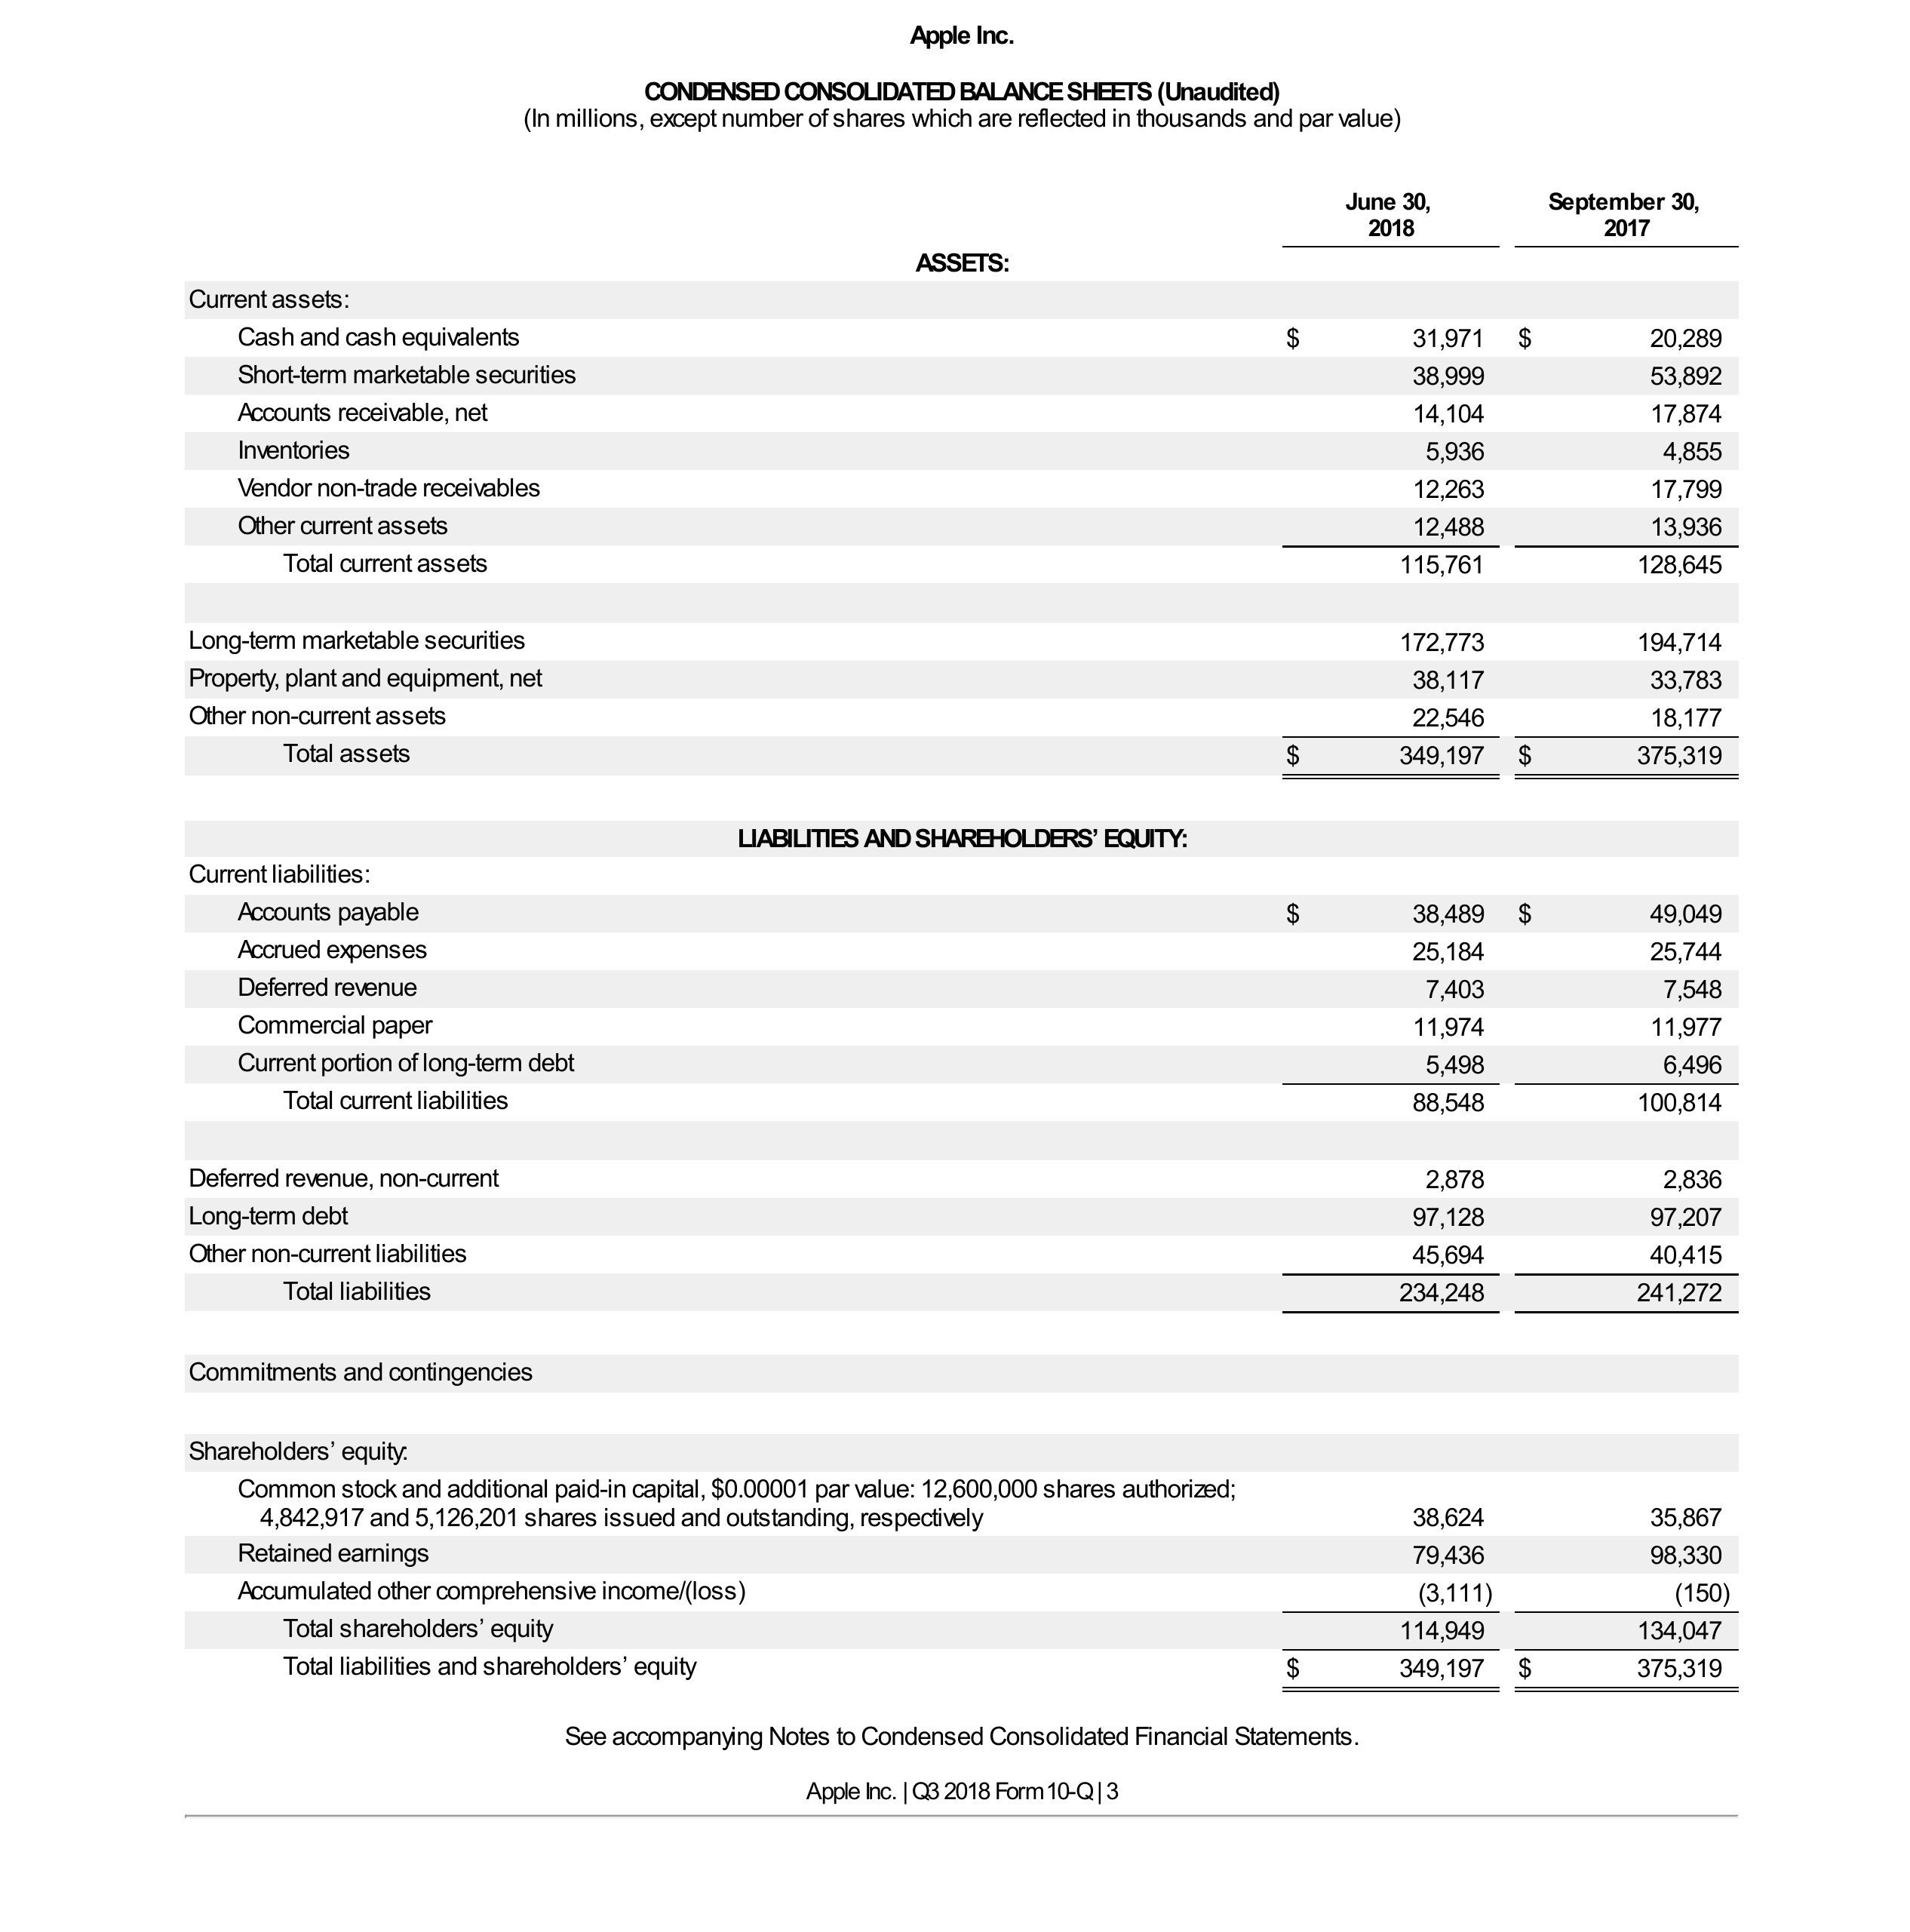 Apple Inc.
CONDENSED CONSOLIDATED BALANCE SHEETS (Unaudited)
(In millions, except number of shares which are reflected in thousands and par value)
June 30, September 30,
2018 2017
ASSETS:
Current assets:
Cash and cash equivalents $ 31,971 $ 20,289
Short-term marketable securities 38,999 53,892
Accounts receivable, net 14,104 17,874
Inventories 5,936 4,855
Vendor non-trade receivables 12,263 17,799
Other current assets 12,488 13,936
Total current assets 115,761 128,645
Long-term marketable securities 172,773 194,714
Property, plant and equipment, net 38,117 33,783
Other non-current assets 22,546 18,177
Total assets $ 349,197 $ 375,319
LIABILITIES AND SHAREHOLDERS’ EQUITY:
Current liabilities:
Accounts payable $ 38,489 $ 49,049
Accrued expenses 25,184 25,744
Deferred revenue 7,403 7,548
Commercial paper 11,974 11,977
Current portion of long-term debt 5,498 6,496
Total current liabilities 88,548 100,814
Deferred revenue, non-current 2,878 2,836
Long-term debt 97,128 97,207
Other non-current liabilities 45,694 40,415
Total liabilities 234,248 241,272
Commitments and contingencies
Shareholders’ equity:
Common stock and additional paid-in capital, $0.00001 par value: 12,600,000 shares authorized;
4,842,917 and 5,126,201 shares issued and outstanding, respectively 38,624 35,867
Retained earnings 79,436 98,330
Accumulated other comprehensive income/(loss) (3,111) (150)
Total shareholders’ equity 114,949 134,047
Total liabilities and shareholders’ equity $ 349,197 $ 375,319
See accompanying Notes to Condensed Consolidated Financial Statements.
Apple Inc. | Q3 2018 Form 10-Q | 3